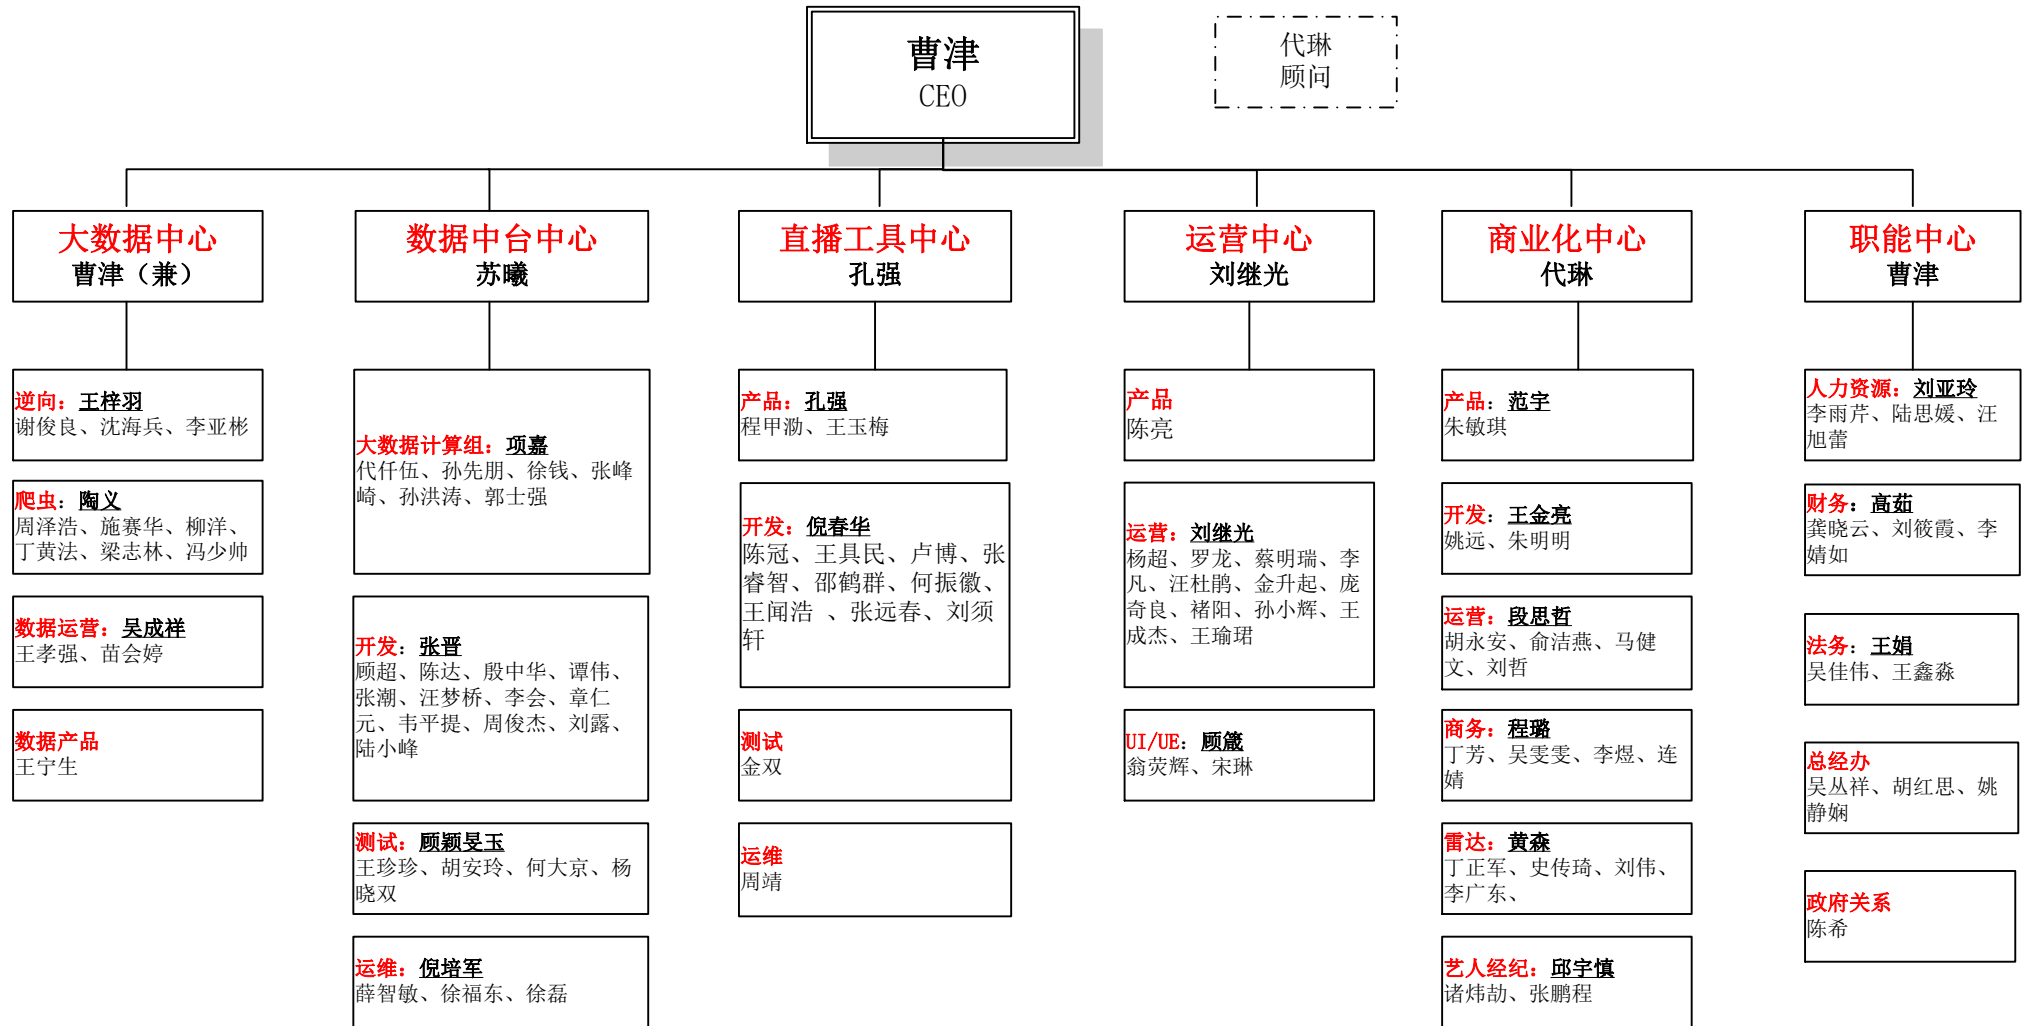 曹津
CEO
代琳
顾问
大数据中心
曹津（兼）
逆向：王梓羽
谢俊良、沈海兵、李亚彬
爬虫：陶义
周泽浩、施赛华、柳洋、
丁黄法、梁志林、冯少帅
数据运营：吴成祥
王孝强、苗会婷
数据产品
王宁生
数据中台中心
苏曦
大数据计算组：项嘉
代仟伍、孙先朋、徐钱、张峰
崎、孙洪涛、郭士强
开发：张晋
顾超、陈达、殷中华、谭伟、
张潮、汪梦桥、李会、章仁
元、韦平提、周俊杰、刘露、
陆小峰
测试：顾颖旻玉
王珍珍、胡安玲、何大京、杨
晓双
运维：倪培军
薛智敏、徐福东、徐磊
直播工具中心
孔强
产品：孔强
程甲泐、王玉梅
开发：倪春华
陈冠、王具民、卢博、张
睿智、邵鹤群、何振徽、
王闻浩 、张远春、刘须
轩
测试
金双
运维
周靖
运营中心
刘继光
产品
陈亮
运营：刘继光
杨超、罗龙、蔡明瑞、李
凡、汪杜鹃、金升起、庞
奇良、褚阳、孙小辉、王
成杰、王瑜珺
UI/UE：顾箴
翁荧辉、宋琳
商业化中心
代琳
产品：范宇
朱敏琪
开发：王金亮
姚远、朱明明
运营：段思哲
胡永安、俞洁燕、马健
文、刘哲
商务：程璐
丁芳、吴雯雯、李煜、连
婧
雷达：黄森
丁正军、史传琦、刘伟、
李广东、
艺人经纪：邱宇慎
诸炜劼、张鹏程
职能中心
曹津
人力资源：刘亚玲
李雨芹、陆思媛、汪
旭蕾
财务：高茹
龚晓云、刘筱霞、李
婧如
法务：王娟
吴佳伟、王鑫淼
总经办
吴丛祥、胡红思、姚
静娴
政府关系
陈希